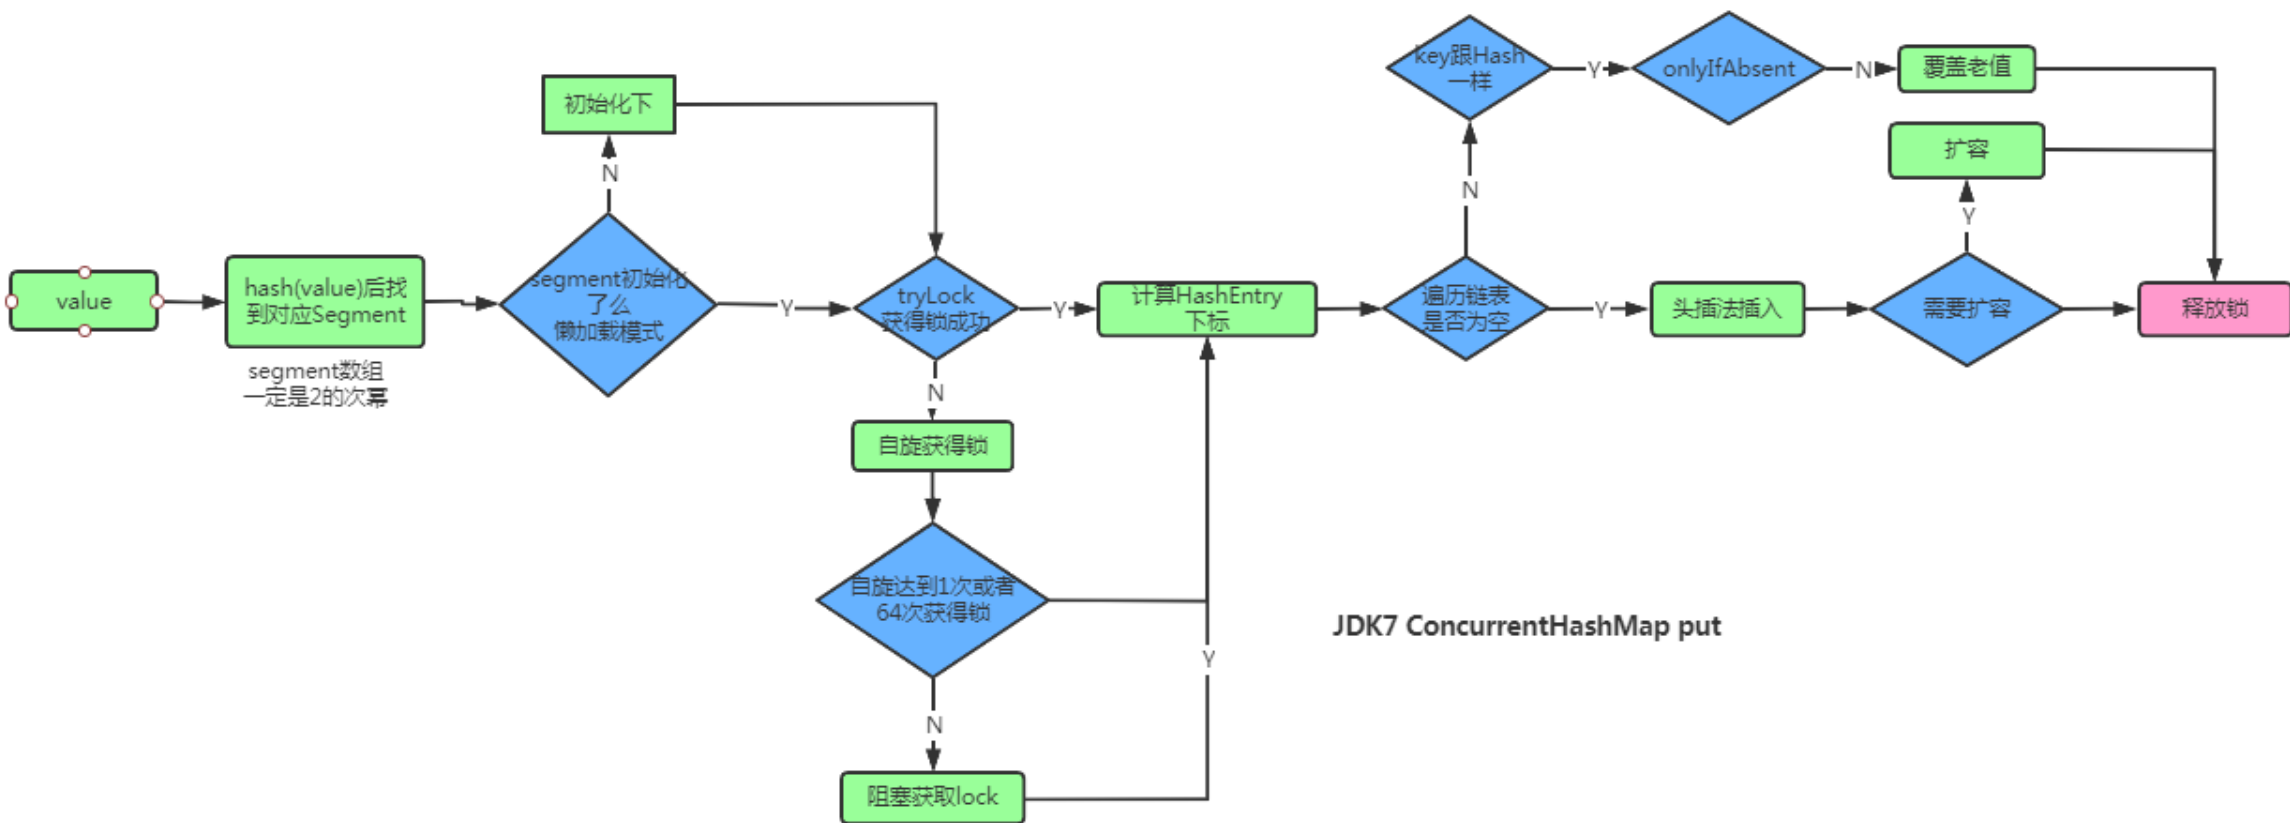 value
hash(value)后找
到对应Segment
segment数组
一定是2的次幂
初始化下
N
segment初始化
了么
懒加载模式
Y
tryLock
获得锁成功
Y
N
自旋获得锁
自旋达到1次或者
64次获得锁
N
阻塞获取lock
Y
计算HashEntry
下标
遍历链表
是否为空
N
key跟Hash
一样
Y
onlyIfAbsent
N
覆盖老值
Y
头插法插入
需要扩容
Y
扩容
释放锁
JDK7 ConcurrentHashMap put